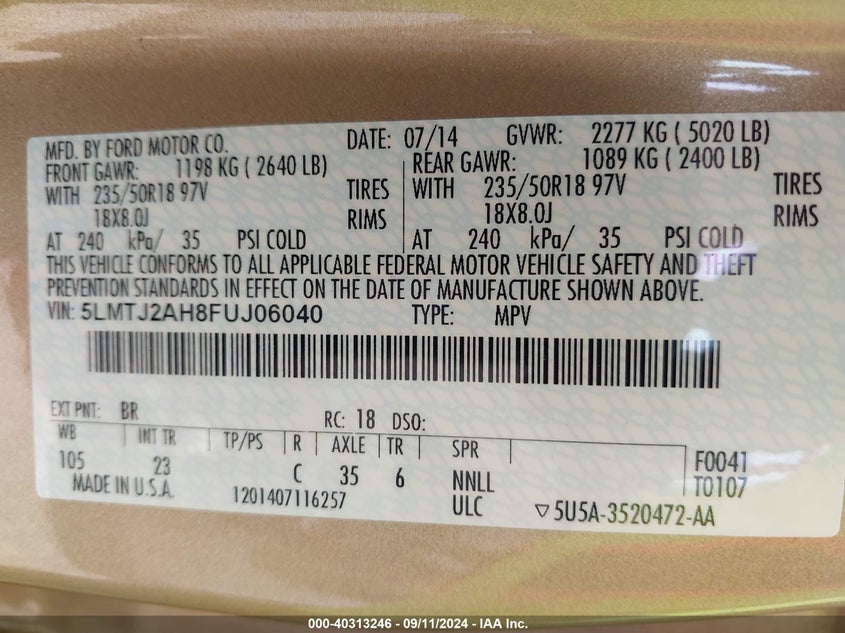 MFD. BY FORD MOTOR CO. DATE: 07/14 GVWR: 2277 KG ( 5020 LB)
FRONT GAWR: 1198 KG ( 2640 LB) REAR GAWR: 1089 KG ( 2400 LB)
WITH 235/50R18 97V TIRES WITH 235/50R18 97V TIRES
18X8.0J RIMS 18X8.0J RIMS
AT 240 kPa/ 35 PSI COLD AT 240 kPa/ 35 PSI COLD
THIS VEHICLE CONFORMS TO ALL APPLICABLE FEDERAL MOTOR VEHICLE SAFETY AND THEFT
PREVENTION STANDARDS IN EFFECT ON THE DATE OF MANUFACTURE SHOWN ABOVE.
VIN: 5LMTJ2AH8FUJ06040 TYPE: MPV
EXT PNT: BR RC: 18 DSO:
WB INT TR TP/PS R AXLE TR SPR
105 23 C 35 6 NNLL F0041
MADE IN U.S.A. 1201407116257 ULC T0107
▽5U5A-3520472-AA
000-40313246 - 09/11/2024 - IAA Inc.